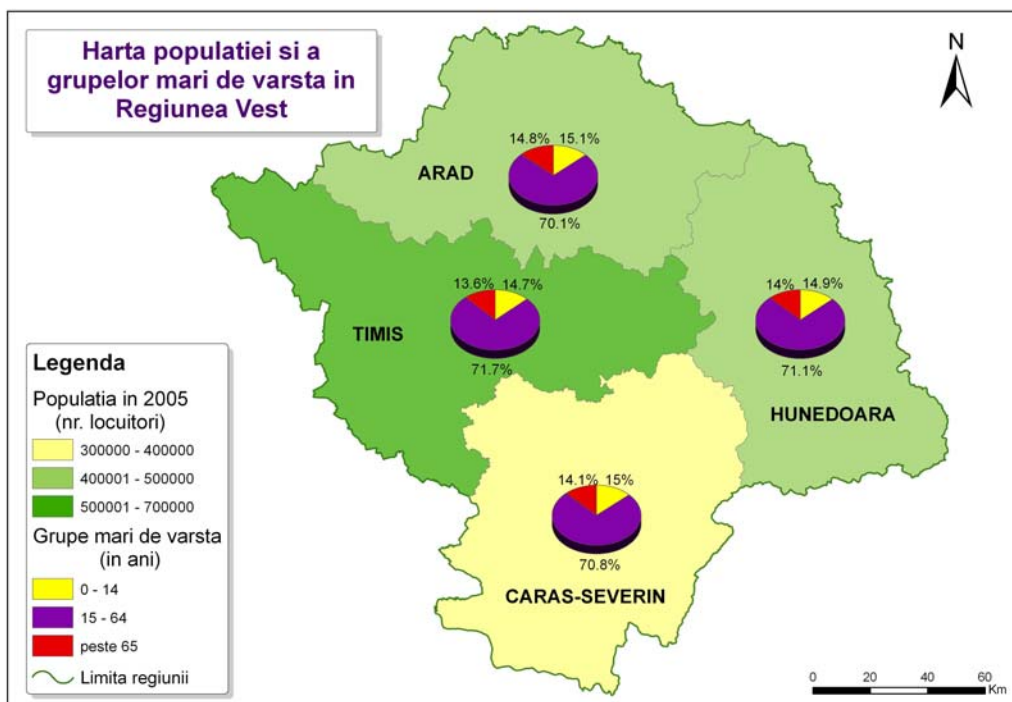 Harta populatiei si a
grupelor mari de varsta in
Regiunea Vest
N
14.8% 15.1%
ARAD
70.1%
13.6% 14.7%
TIMIS
71.7%
14% 14.9%
71.1%
HUNEDOARA
14.1% 15%
70.8%
CARAS-SEVERIN
Legenda
Populatia in 2005
(nr. locuitori)
300000 - 400000
400001 - 500000
500001 - 700000
Grupe mari de varsta
(in ani)
0 - 14
15 - 64
peste 65
Limita regiunii
0 20 40 60
Km